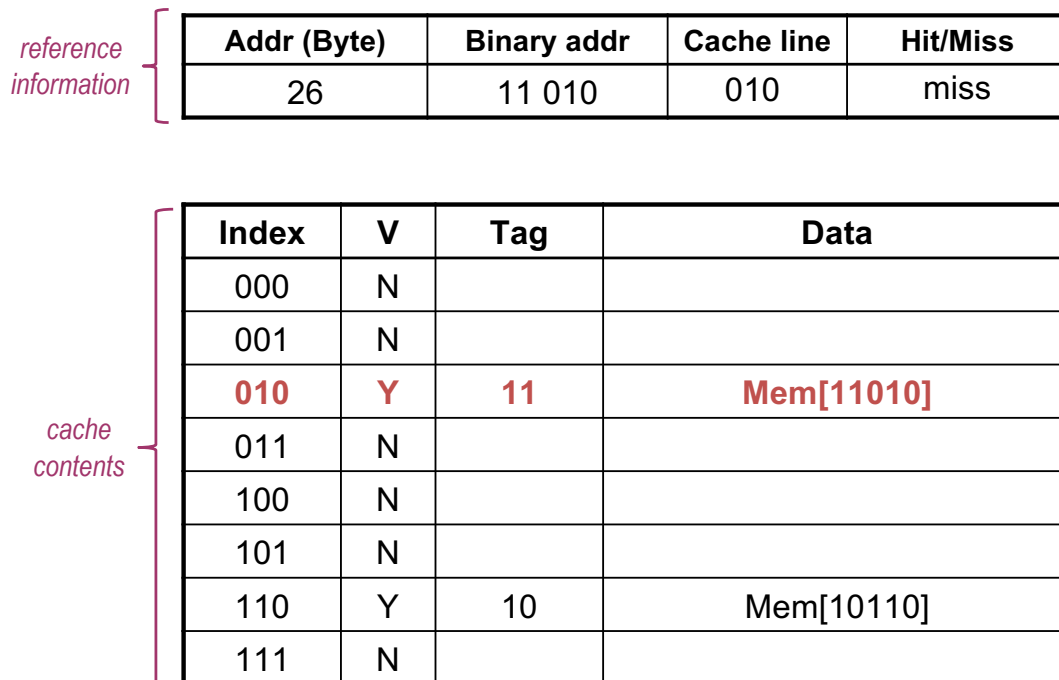 reference
information
Addr (Byte) Binary addr Cache line Hit/Miss
26 11 010 010 miss
cache
contents
Index V Tag Data
000 N
001 N
010 Y 11 Mem[11010]
011 N
100 N
101 N
110 Y 10 Mem[10110]
111 N